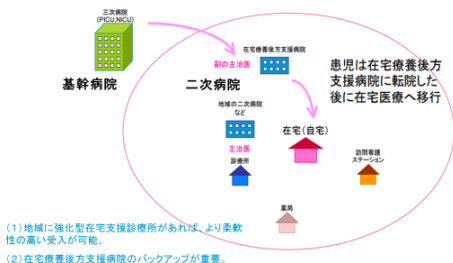 三次病院
(PICU,NICU)
基幹病院
在宅療養後方支援病院
副の主治医
二次病院
患児は在宅療養後方
支援病院に転院した
後に在宅医療へ移行
地域の二次病院
など
主治医
診療所
在宅(自宅)
訪問看護
ステーション
薬局
(1)地域に強化型在宅支援診療所があれば、より柔軟
性の高い受入が可能。
(2)在宅療養後方支援病院のバックアップが重要。